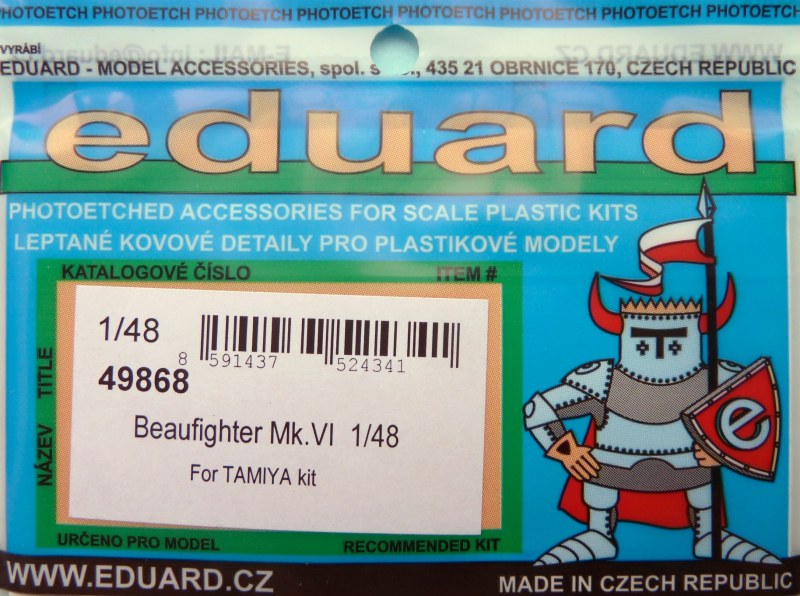 PHOTOETCH PHOTOETCH PHOTOETCH PHOTOETCH PHOTOETCH PHOTOETCH PHOTOETCH
VYRÁBÍ
EDUARD - MODEL ACCESSORIES, spol. s, 435 21 OBRNICE 170, CZECH REPUBLIC
eduard
PHOTOETCHED ACCESSORIES FOR SCALE PLASTIC KITS
LEPTANÉ KOVOVÉ DETAILY PRO PLASTIKOVÉ MODELY
KATALOGOVÉ ČÍSLO ITEM #
1/48
8 591437 524341
49868
Beaufighter Mk.VI 1/48
For TAMIYA kit
NÁZEV TITLE
e
URČENO PRO MODEL RECOMMENDED KIT
WWW.EDUARD.CZ MADE IN CZECH REPUBLIC